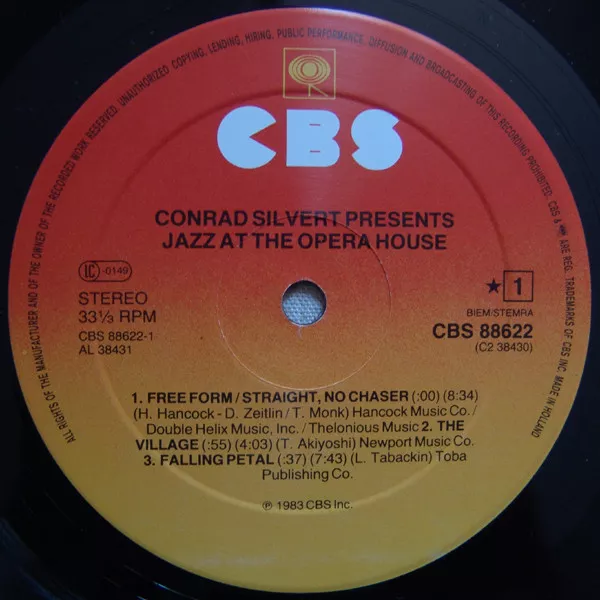 ALL RIGHTS OF THE MANUFACTURER AND OF THE OWNER OF THE RECORDED WORK RESERVED. UNAUTHORIZED COPYING, LENDING, HIRING, PUBLIC PERFORMANCE, DIFFUSION AND BROADCASTING OF THIS RECORDING PROHIBITED. CBS & ARE REG. TRADEMARKS OF CBS INC. MADE IN HOLLAND
CBS
CONRAD SILVERT PRESENTS
JAZZ AT THE OPERA HOUSE
LC-0149
STEREO
33⅓ RPM
CBS 88622-1
AL 38431
★ 1
BIEM/STEMRA
CBS 88622
(C2 38430)
1. FREE FORM / STRAIGHT, NO CHASER (:00) (8:34)
(H. Hancock - D. Zeitlin / T. Monk) Hancock Music Co. /
Double Helix Music, Inc. / Thelonious Music 2. THE
VILLAGE (:55) (4:03) (T. Akiyoshi) Newport Music Co.
3. FALLING PETAL (:37) (7:43) (L. Tabackin) Toba
Publishing Co.
℗ 1983 CBS Inc.